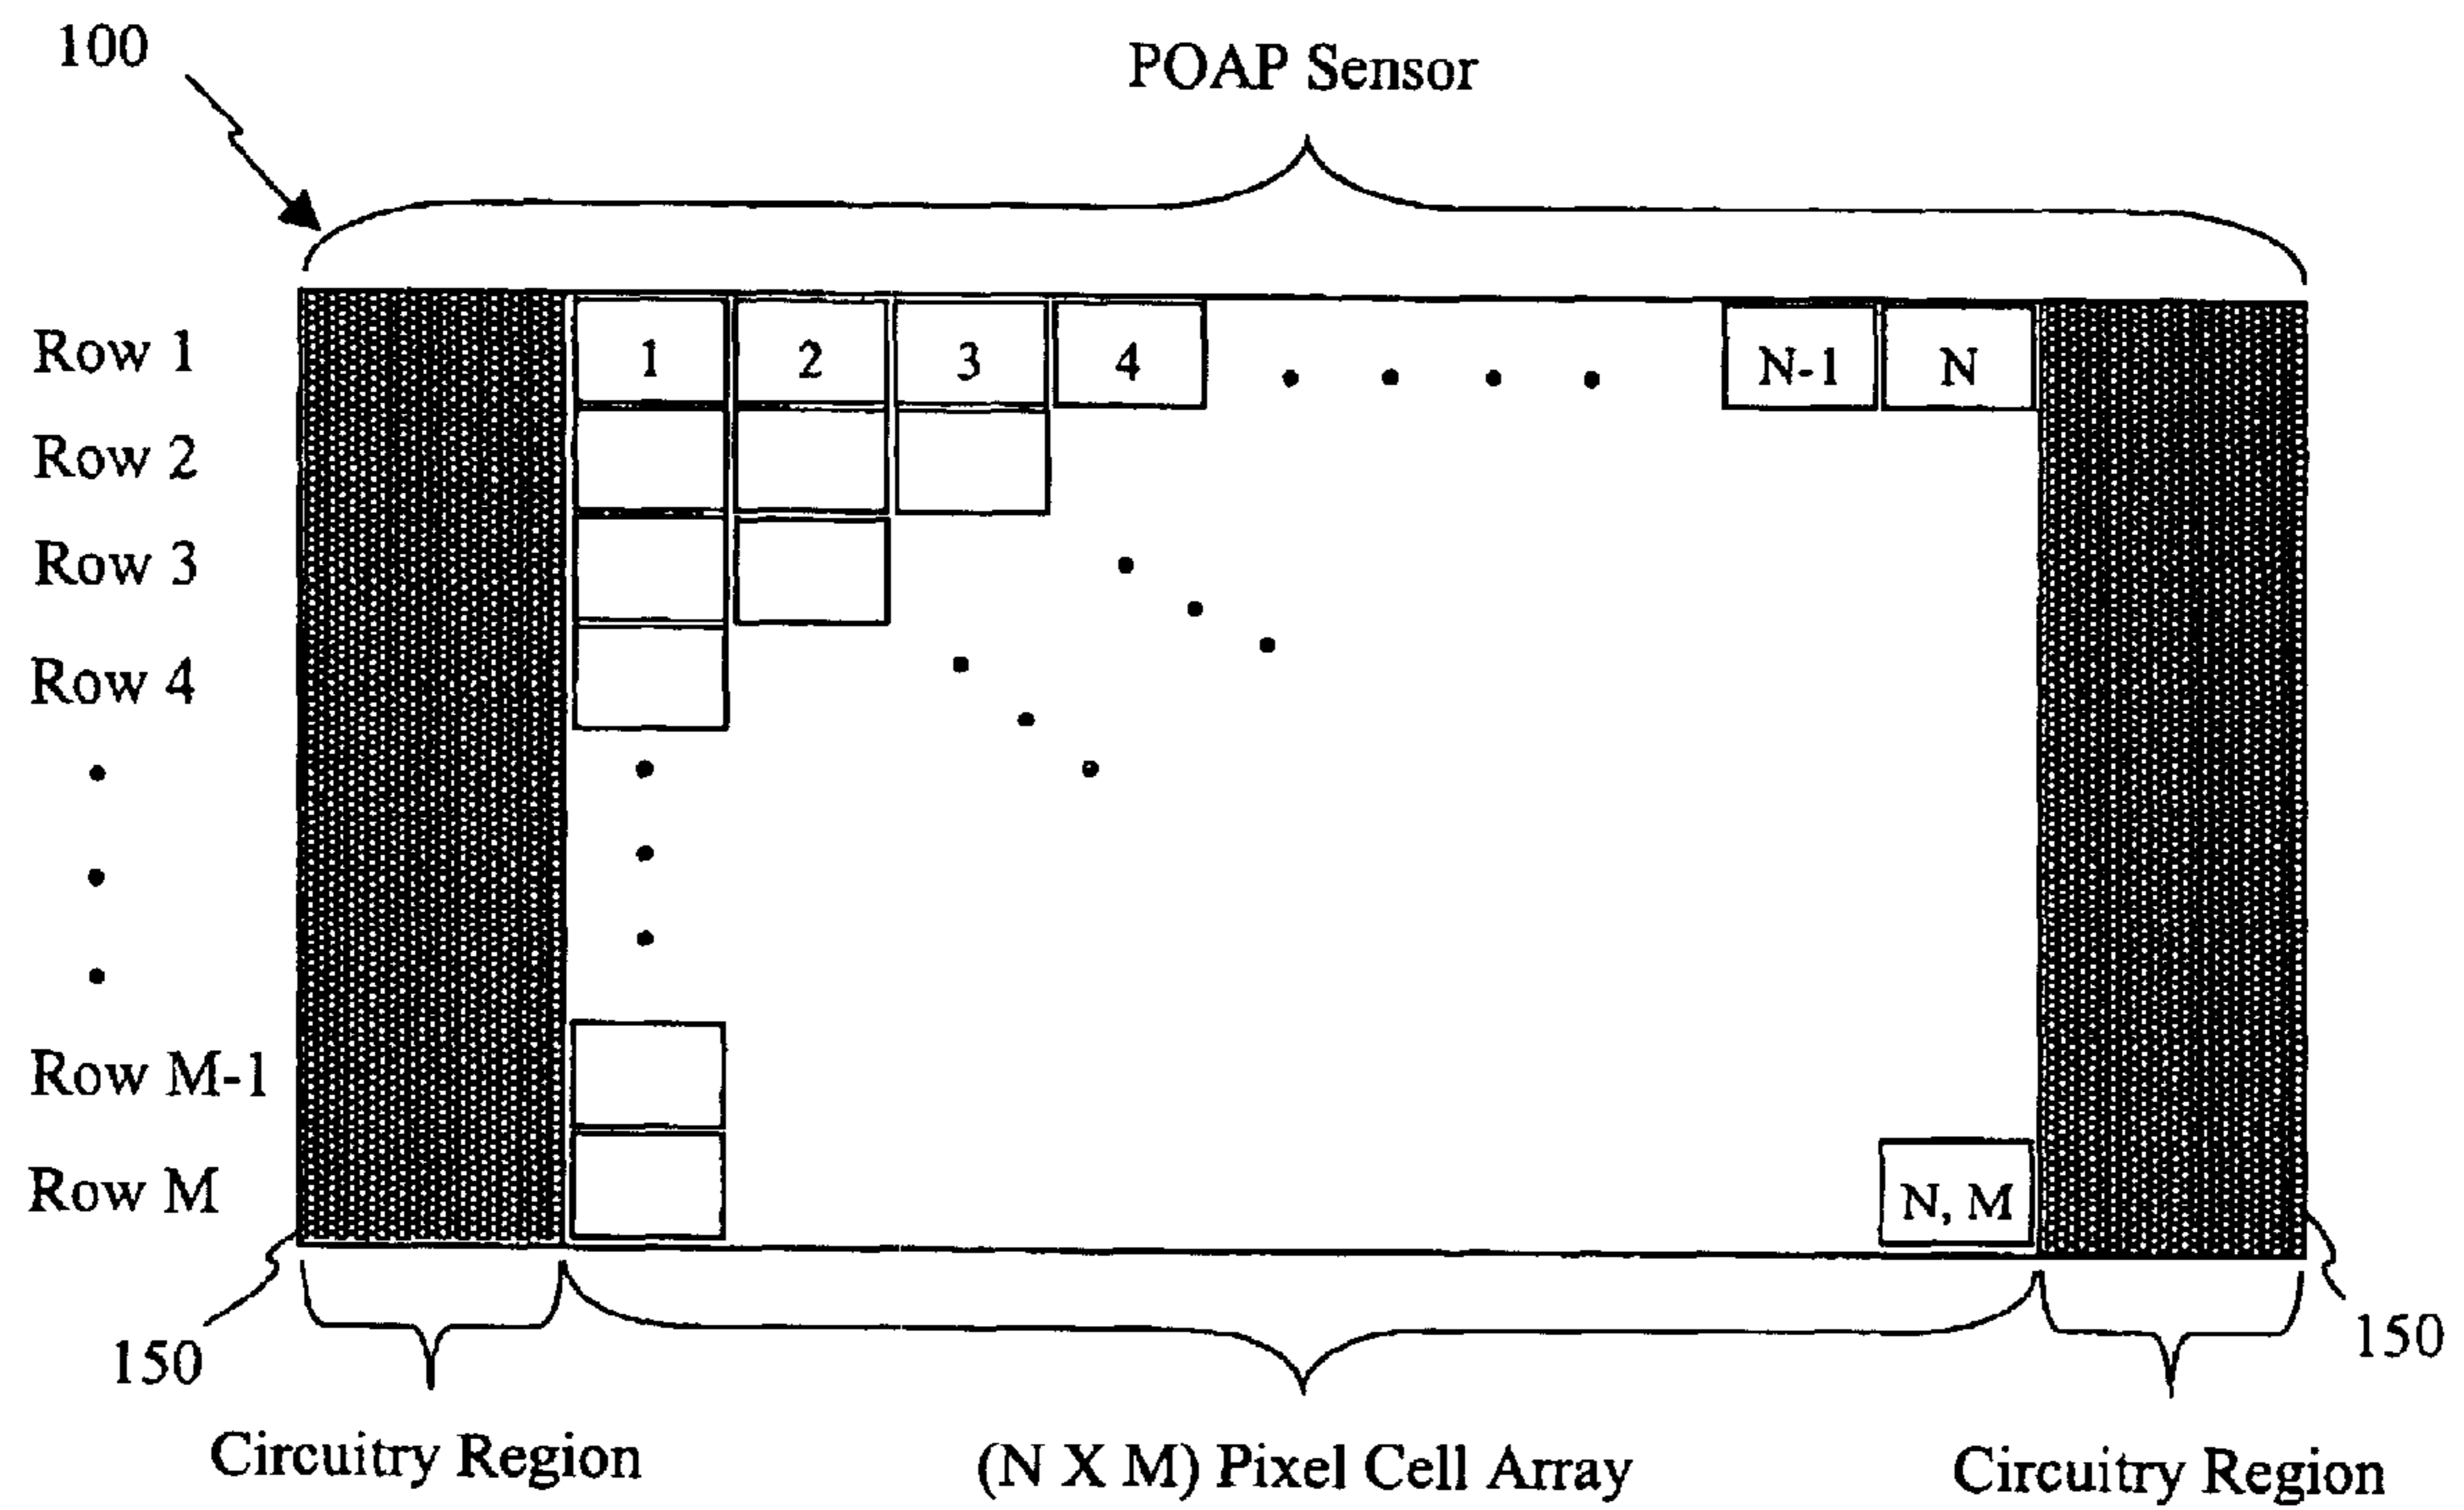 100
POAP Sensor
Row 1
1 2 3 4 N-1 N
Row 2
Row 3
Row 4
Row M-1
Row M
N, M
150
150
Circuitry Region
(N X M) Pixel Cell Array
Circuitry Region